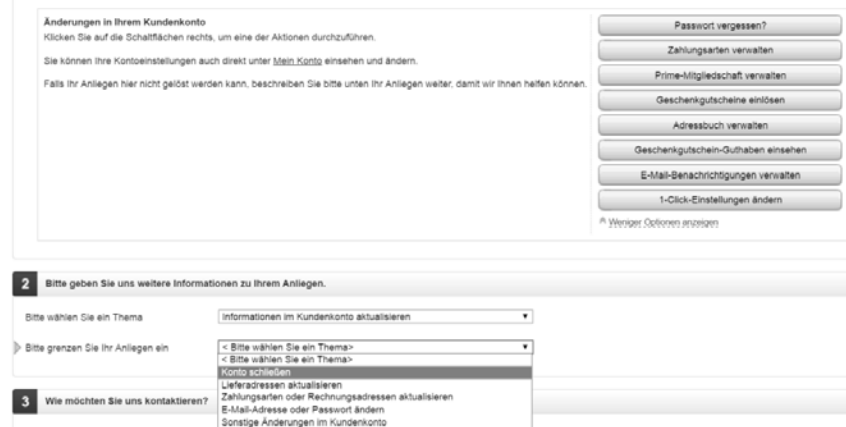 Änderungen in Ihrem Kundenkonto
Klicken Sie auf die Schaltflächen rechts, um eine der Aktionen durchzuführen.
Sie können Ihre Kontoeinstellungen auch direkt unter Mein Konto einsehen und ändern.
Falls Ihr Anliegen hier nicht gelöst werden kann, beschreiben Sie bitte unten Ihr Anliegen weiter, damit wir Ihnen helfen können.
Passwort vergessen?
Zahlungsarten verwalten
Prime-Mitgliedschaft verwalten
Geschenkgutscheine einlösen
Adressbuch verwalten
Geschenkgutschein-Guthaben einsehen
E-Mail-Benachrichtigungen verwalten
1-Click-Einstellungen ändern
Weniger Optionen anzeigen
2 Bitte geben Sie uns weitere Informationen zu Ihrem Anliegen.
Bitte wählen Sie ein Thema Informationen im Kundenkonto aktualisieren
Bitte grenzen Sie Ihr Anliegen ein < Bitte wählen Sie ein Thema>
< Bitte wählen Sie ein Thema>
Konto schließen
Lieferadressen aktualisieren
Zahlungsarten oder Rechnungsadressen aktualisieren
3 Wie möchten Sie uns kontaktieren? E-Mail-Adresse oder Passwort ändern
Sonstige Änderungen im Kundenkonto